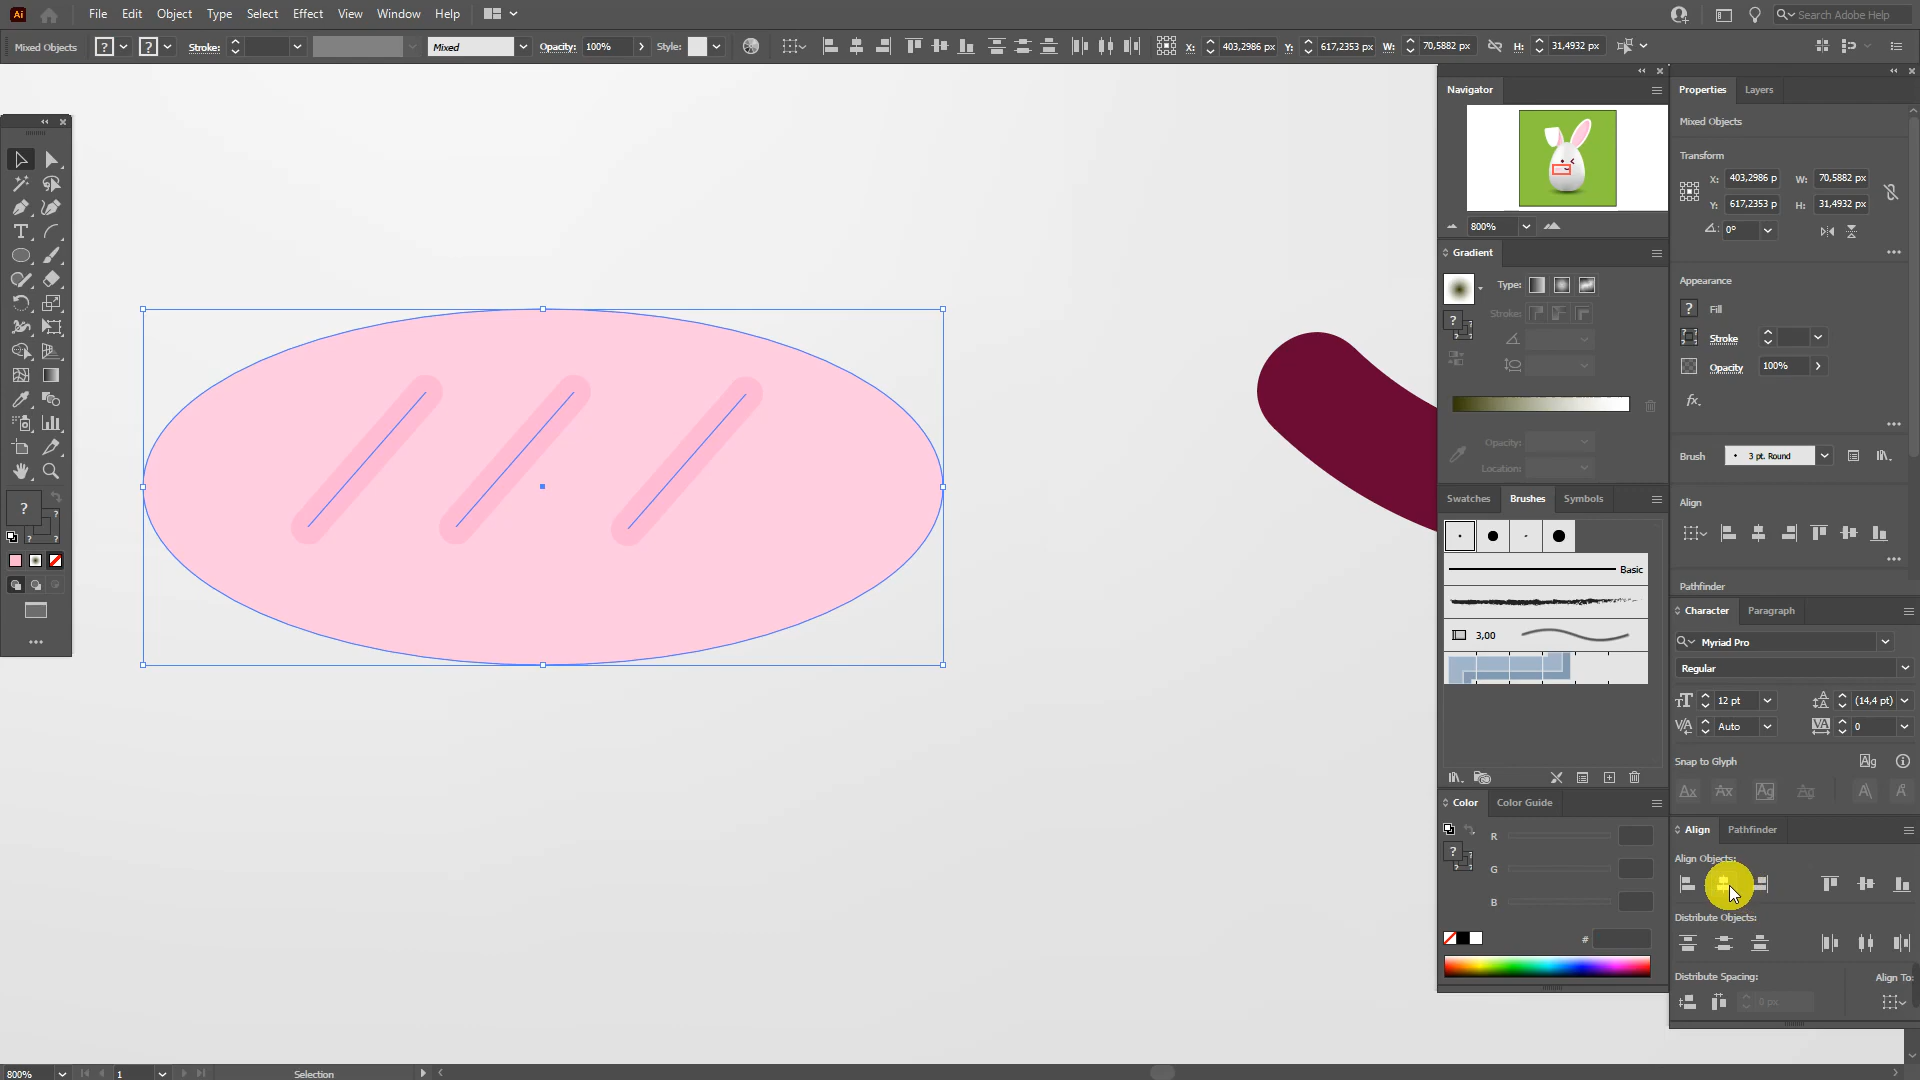 Ai File Edit Object Type Select Effect View Window Help Search Adobe Help
Mixed Objects ? ? Stroke: Mixed Opacity: 100% Style: X: 403,2986 px Y: 617,2353 px W: 70,5882 px H: 31,4932 px
Navigator
800%
Gradient
Type:
Stroke:
?
Opacity:
Location:
Swatches Brushes Symbols
Basic
3,00
Color Color Guide
R
?
G
B
#
Properties Layers
Mixed Objects
Transform
X: 403,2986 p W: 70,5882 px
Y: 617,2353 p H: 31,4932 px
0°
Appearance
? Fill
Stroke
Opacity 100%
fx.
Brush 3 pt. Round
Align
Pathfinder
Character Paragraph
Myriad Pro
Regular
12 pt (14,4 pt)
Auto 0
Snap to Glyph
Align Pathfinder
Align Objects:
Distribute Objects:
Distribute Spacing: Align To:
0 px
? ?
? ?
800% 1 Selection